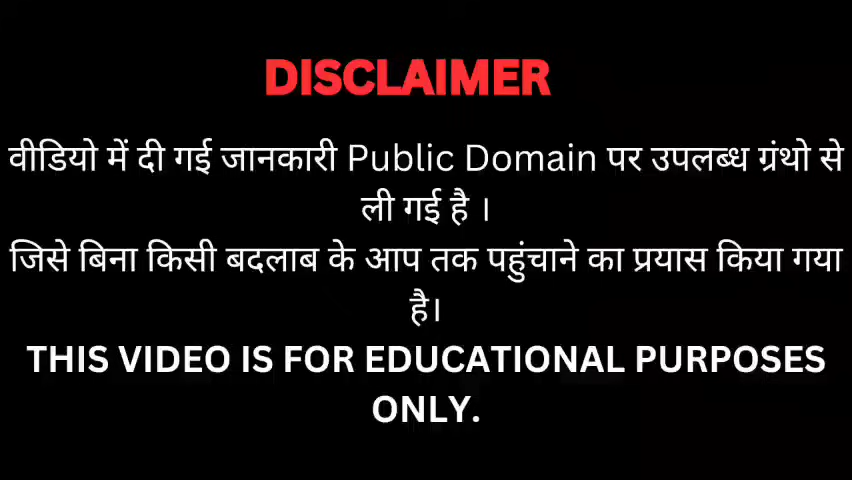 DISCLAIMER
वीडियो में दी गई जानकारी Public Domain पर उपलब्ध ग्रंथो से
ली गई है ।
जिसे बिना किसी बदलाब के आप तक पहुंचाने का प्रयास किया गया
है।
THIS VIDEO IS FOR EDUCATIONAL PURPOSES
ONLY.